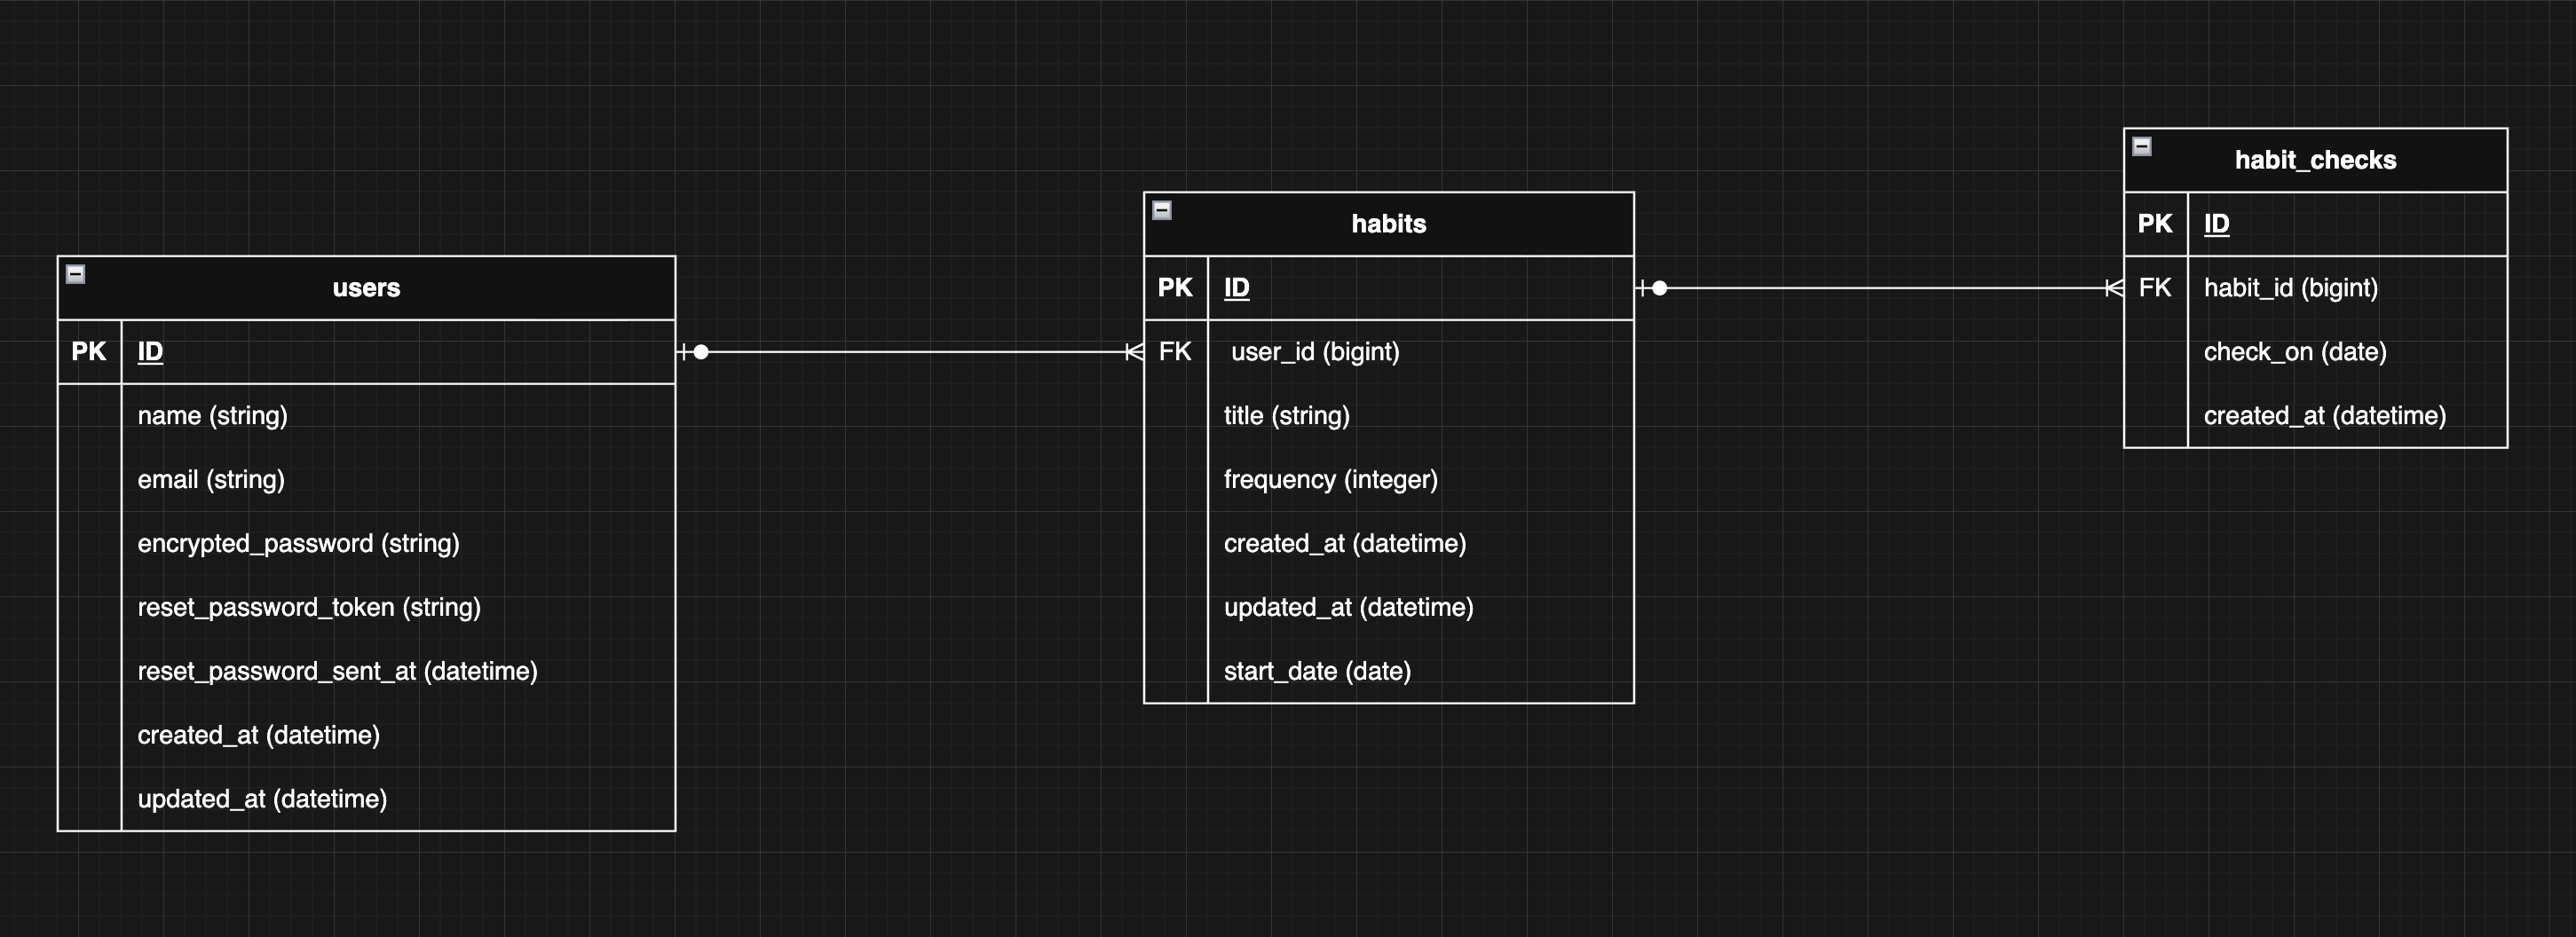 users
PK ID
name (string)
email (string)
encrypted_password (string)
reset_password_token (string)
reset_password_sent_at (datetime)
created_at (datetime)
updated_at (datetime)
habits
PK ID
FK user_id (bigint)
title (string)
frequency (integer)
created_at (datetime)
updated_at (datetime)
start_date (date)
habit_checks
PK ID
FK habit_id (bigint)
check_on (date)
created_at (datetime)